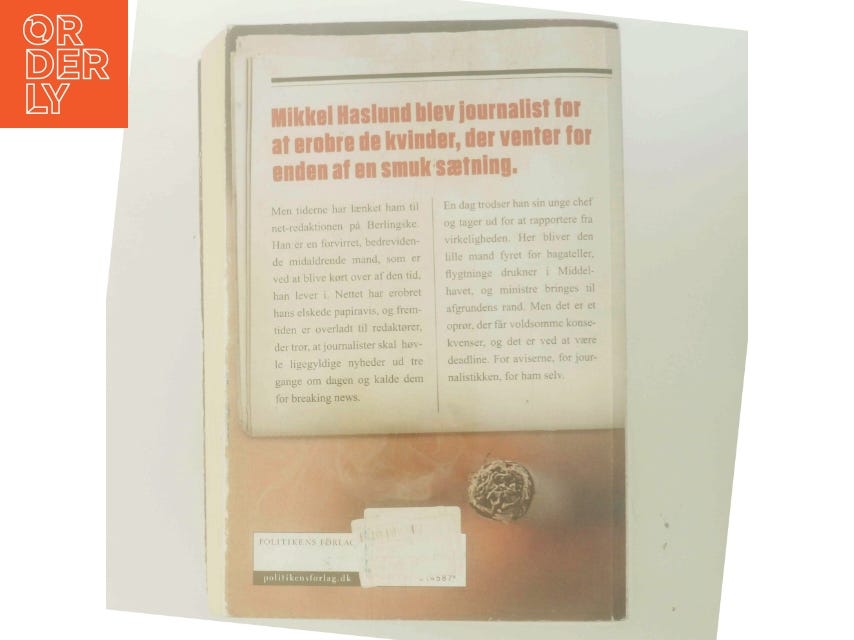 OR
DER
LY
Mikkel Haslund blev journalist for
at erobre de kvinder, der venter for
enden af en smuk sætning.
Men tiderne har lænket ham til
net-redaktionen på Berlingske.
Han er en forvirret, bedreviden-
de midaldrende mand, som er
ved at blive kørt over af den tid,
han lever i. Nettet har erobret
hans elskede papiravis, og frem-
tiden er overladt til redaktører,
der tror, at journalister skal høv-
le ligegyldige nyheder ud tre
gange om dagen og kalde dem
for breaking news.
En dag trodser han sin unge chef
og tager ud for at rapportere fra
virkeligheden. Her bliver den
lille mand fyret for bagateller,
flygtninge drukner i Middel-
havet, og ministre bringes til
afgrundens rand. Men det er et
oprør, der får voldsomme konse-
kvenser, og det er ved at være
deadline. For aviserne, for jour-
nalistikken, for ham selv.
POLITIKENS FORLAG
politikensforlag.dk